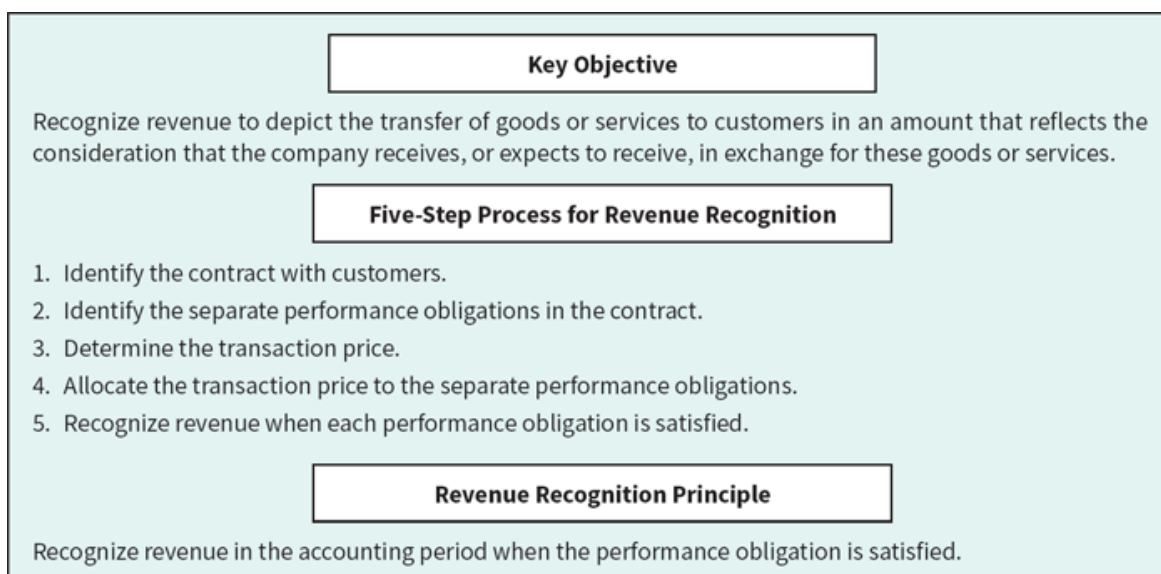 Key Objective
Recognize revenue to depict the transfer of goods or services to customers in an amount that reflects the
consideration that the company receives, or expects to receive, in exchange for these goods or services.
Five-Step Process for Revenue Recognition
1. Identify the contract with customers.
2. Identify the separate performance obligations in the contract.
3. Determine the transaction price.
4. Allocate the transaction price to the separate performance obligations.
5. Recognize revenue when each performance obligation is satisfied.
Revenue Recognition Principle
Recognize revenue in the accounting period when the performance obligation is satisfied.